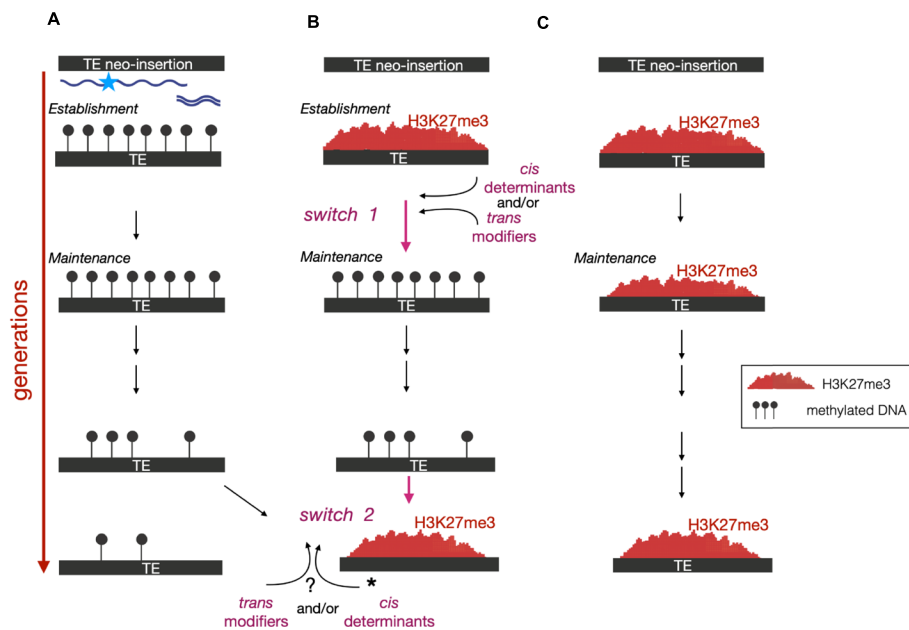 A
TE neo-insertion
Establishment
TE
Maintenance
TE
TE
TE
generations
B
TE neo-insertion
Establishment
H3K27me3
TE
cis
determinants
and/or
trans
modifiers
switch 1
Maintenance
TE
TE
switch 2
H3K27me3
TE
?
*
trans
modifiers
and/or
cis
determinants
C
TE neo-insertion
H3K27me3
TE
Maintenance
H3K27me3
TE
H3K27me3
TE
H3K27me3
methylated DNA